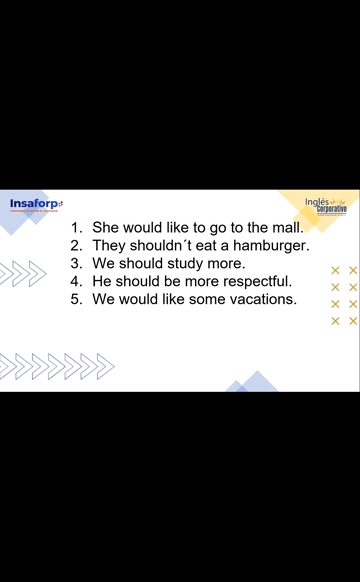 Insaforp
Inglés
Corporativo
1. She would like to go to the mall.
2. They shouldn´t eat a hamburger.
3. We should study more.
4. He should be more respectful.
5. We would like some vacations.